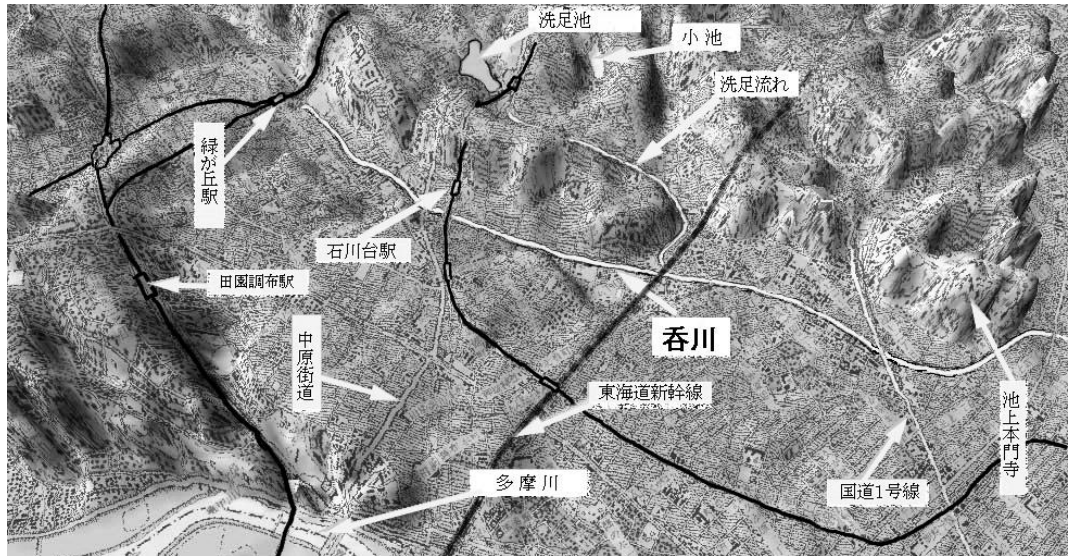 洗足池
小池
洗足流れ
緑が丘駅
石川台駅
田園調布駅
呑川
中原街道
東海道新幹線
池上本門寺
多摩川
国道1号線